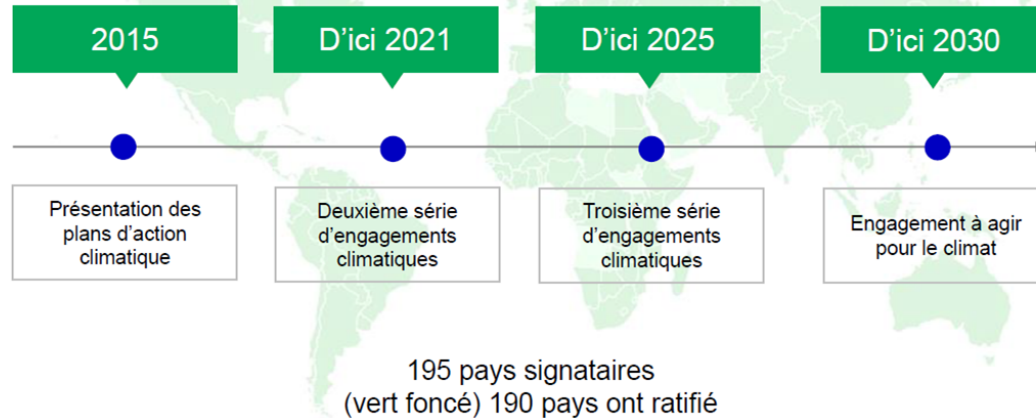 2015
D'ici 2021
D'ici 2025
D'ici 2030
Présentation des
plans d'action
climatique
Deuxième série
d'engagements
climatiques
Troisième série
d'engagements
climatiques
Engagement à agir
pour le climat
195 pays signataires
(vert foncé) 190 pays ont ratifié